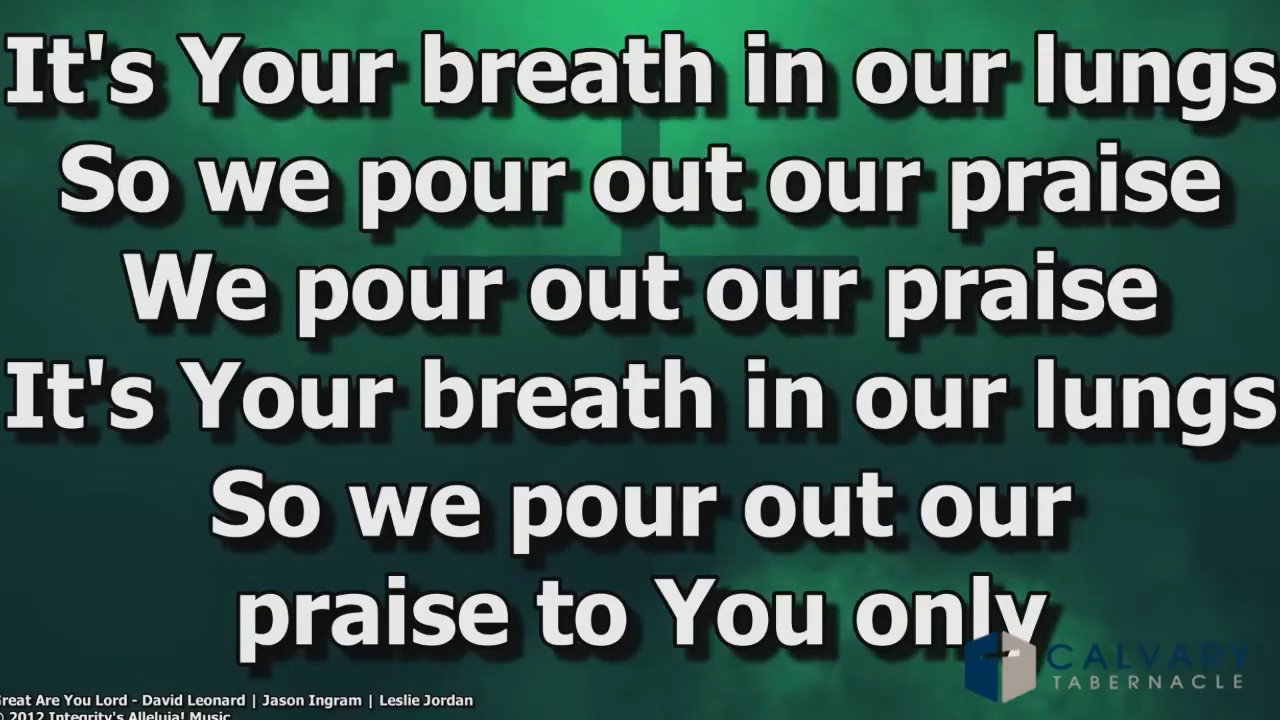 It's Your breath in our lungs
So we pour out our praise
We pour out our praise
It's Your breath in our lungs
So we pour out our
praise to You only
CALVARY
TABERNACLE
Great Are You Lord - David Leonard | Jason Ingram | Leslie Jordan
© 2012 Integrity's Alleluia! Music